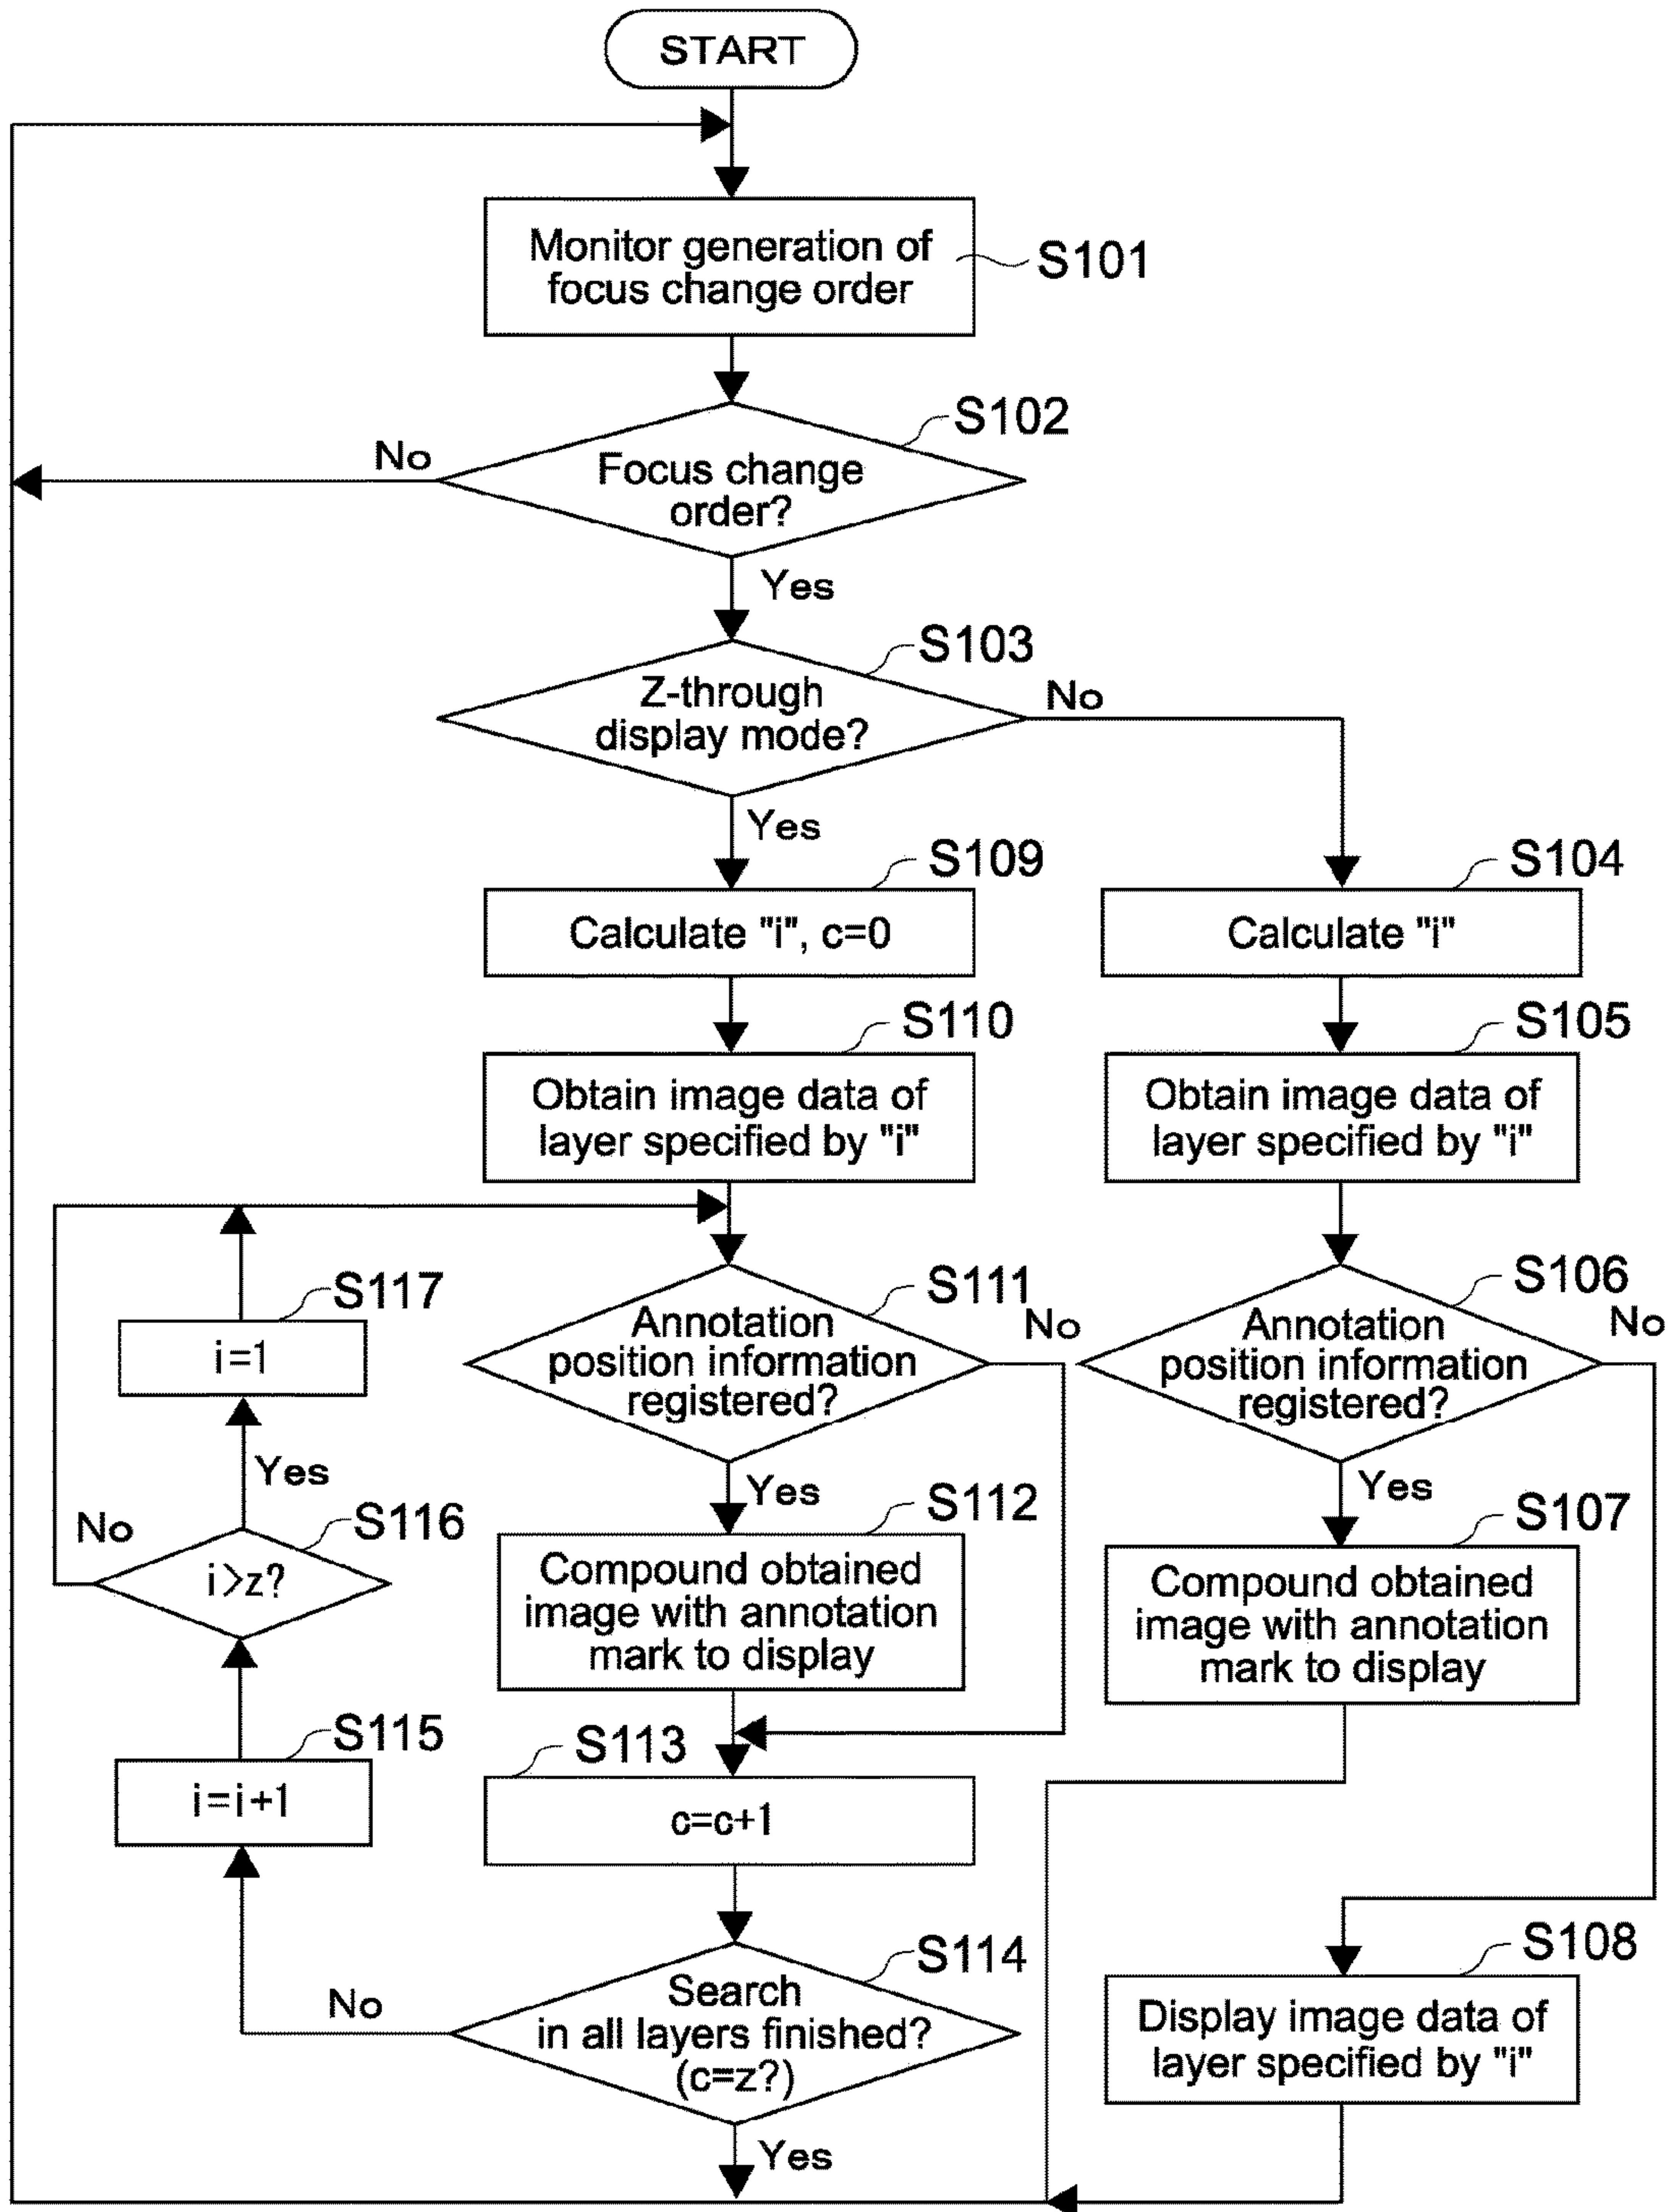 START
Monitor generation of
focus change order
S101
S102
No
Focus change
order?
Yes
S103
Z-through
display mode?
No
Yes
S109
Calculate "i", c=0
S104
Calculate "i"
S110
Obtain image data of
layer specified by "i"
S105
Obtain image data of
layer specified by "i"
S117
i=1
S111
Annotation
position information
registered?
No
S106
Annotation
position information
registered?
No
Yes
Yes
Yes
No
S116
i>z?
S112
Compound obtained
image with annotation
mark to display
S107
Compound obtained
image with annotation
mark to display
S115
i=i+1
S113
c=c+1
S114
Search
in all layers finished?
(c=z?)
No
Yes
S108
Display image data of
layer specified by "i"